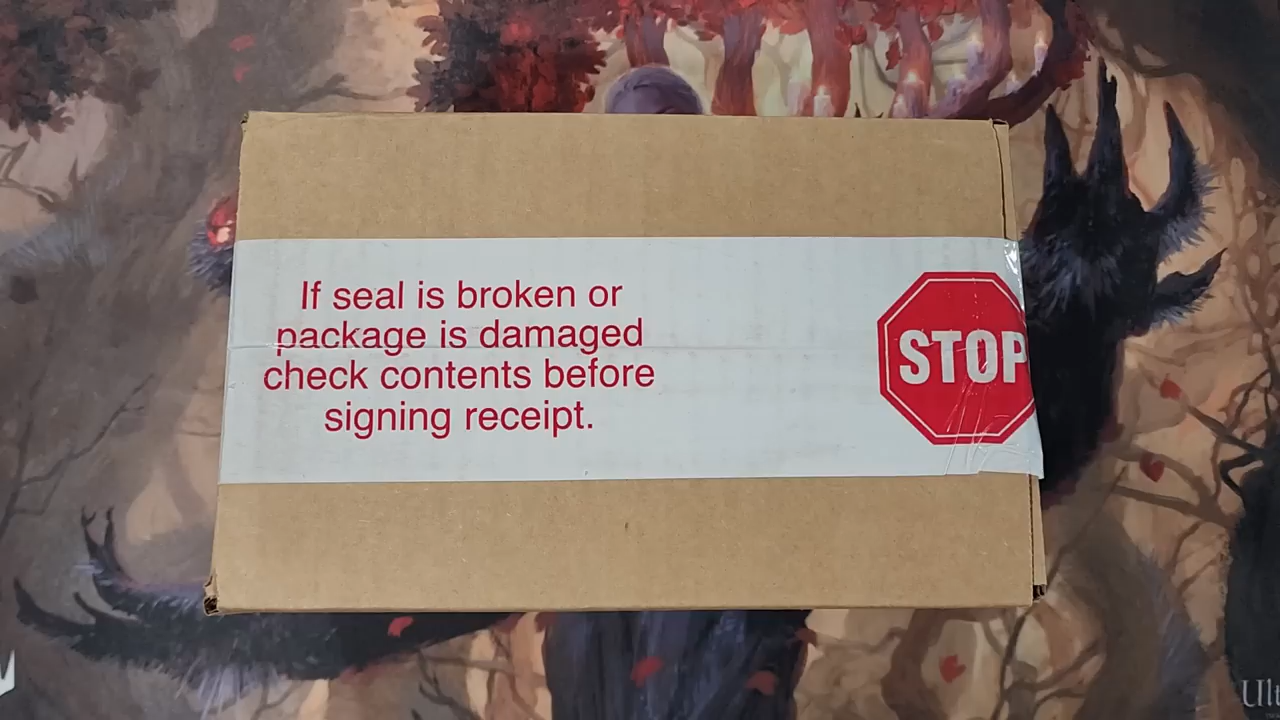 If seal is broken or
package is damaged
check contents before
signing receipt.
STOP